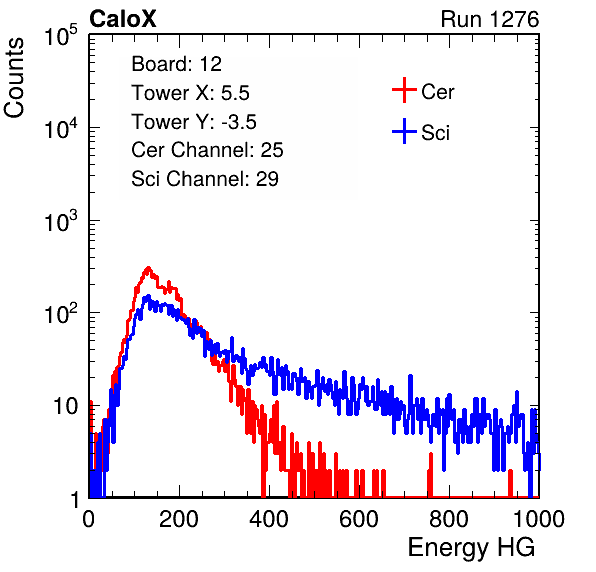 CaloX Run 1276
Counts
10^5
10^4
10^3
10^2
10
1
Board: 12
Tower X: 5.5
Tower Y: -3.5
Cer Channel: 25
Sci Channel: 29
Cer
Sci
0 200 400 600 800 1000
Energy HG